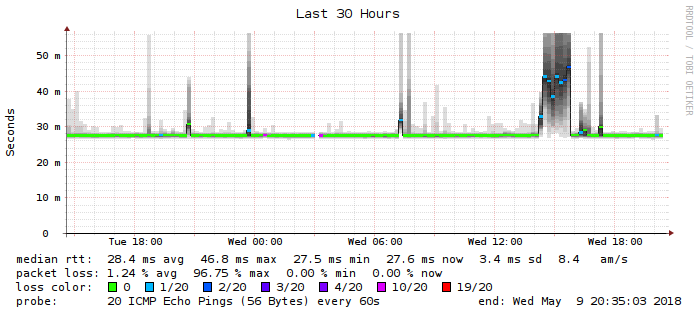 Last 30 Hours
RRDTOOL / TOBI OETIKER
Seconds
50 m
40 m
30 m
20 m
10 m
0
Tue 18:00 Wed 00:00 Wed 06:00 Wed 12:00 Wed 18:00
median rtt: 28.4 ms avg 46.8 ms max 27.5 ms min 27.6 ms now 3.4 ms sd 8.4 am/s
packet loss: 1.24 % avg 96.75 % max 0.00 % min 0.00 % now
loss color: 0 1/20 2/20 3/20 4/20 10/20 19/20
probe: 20 ICMP Echo Pings (56 Bytes) every 60s end: Wed May 9 20:35:03 2018